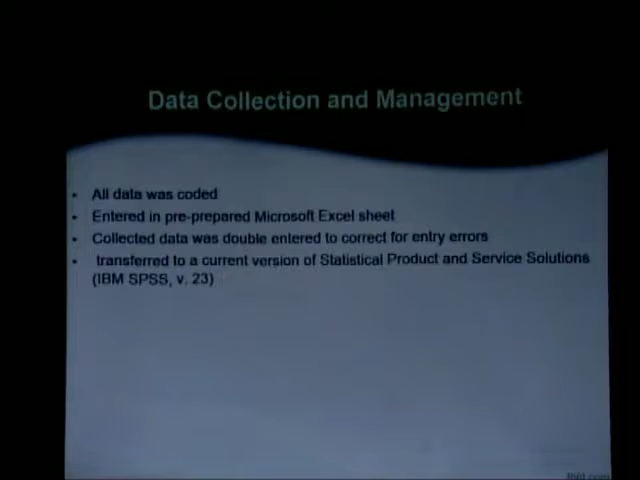 Data Collection and Management
• All data was coded
• Entered in pre-prepared Microsoft Excel sheet
• Collected data was double entered to correct for entry errors
• transferred to a current version of Statistical Product and Service Solutions
(IBM SPSS, v. 23)